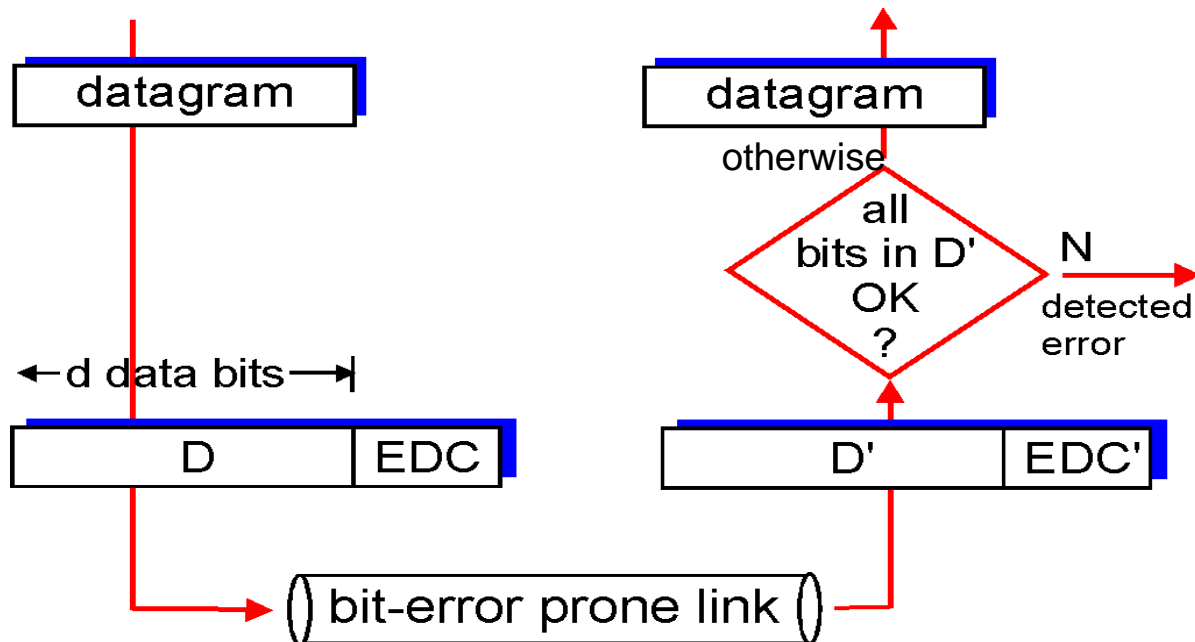 datagram
datagram
otherwise
all
bits in D'
OK
?
N
detected
error
d data bits
D
EDC
D'
EDC'
bit-error prone link